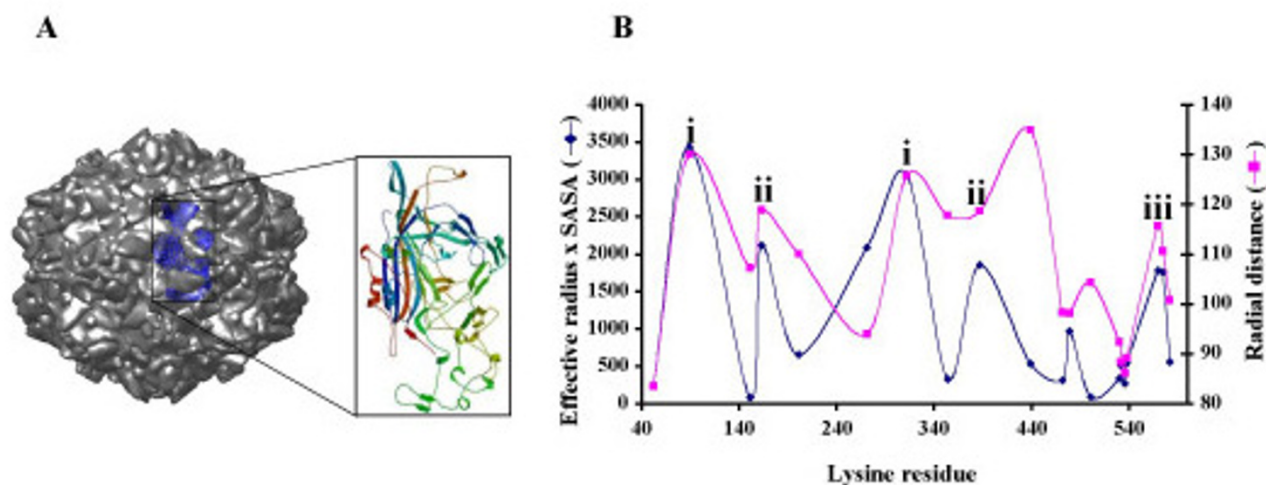 A
B
Effective radius x SASA (
)
4000
3500
3000
2500
2000
1500
1000
500
0
i
ii
i
ii
iii
140
130
120
110
100
90
80
Radial distance (
)
40
140
240
340
440
540
Lysine residue